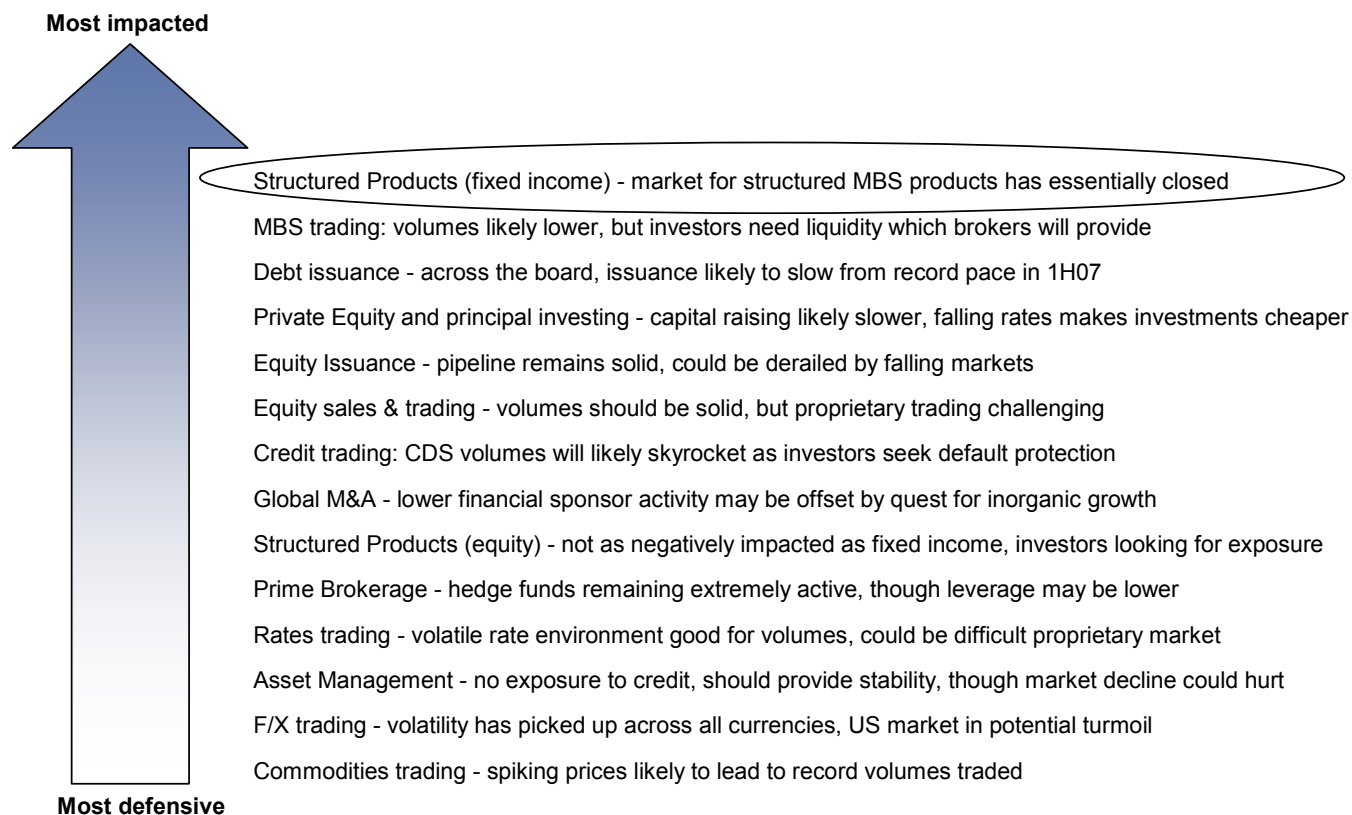 Most impacted
Structured Products (fixed income) - market for structured MBS products has essentially closed
MBS trading: volumes likely lower, but investors need liquidity which brokers will provide
Debt issuance - across the board, issuance likely to slow from record pace in 1H07
Private Equity and principal investing - capital raising likely slower, falling rates makes investments cheaper
Equity Issuance - pipeline remains solid, could be derailed by falling markets
Equity sales & trading - volumes should be solid, but proprietary trading challenging
Credit trading: CDS volumes will likely skyrocket as investors seek default protection
Global M&A - lower financial sponsor activity may be offset by quest for inorganic growth
Structured Products (equity) - not as negatively impacted as fixed income, investors looking for exposure
Prime Brokerage - hedge funds remaining extremely active, though leverage may be lower
Rates trading - volatile rate environment good for volumes, could be difficult proprietary market
Asset Management - no exposure to credit, should provide stability, though market decline could hurt
F/X trading - volatility has picked up across all currencies, US market in potential turmoil
Commodities trading - spiking prices likely to lead to record volumes traded
Most defensive